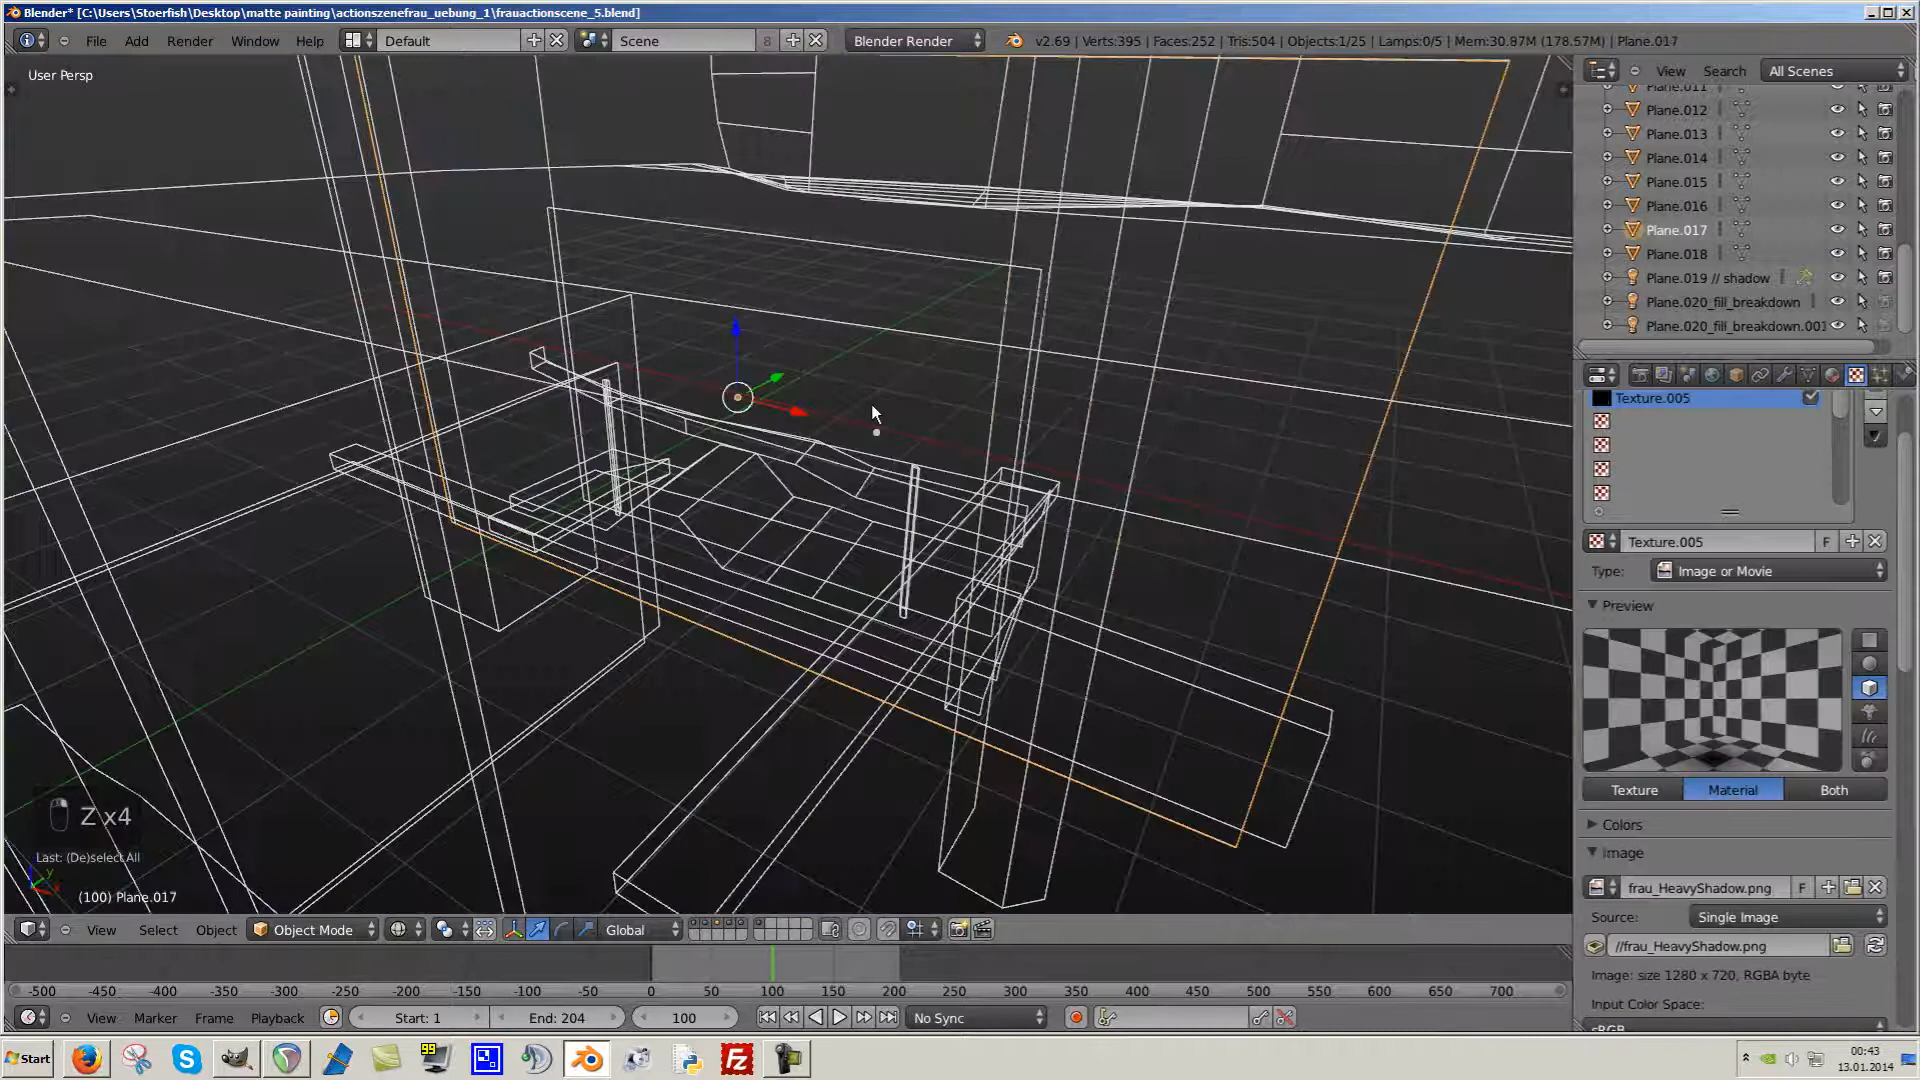 Blender* [C:\Users\Stoerfish\Desktop\matte painting\actionszenefrau_uebung_1\frauactionscene_5.blend]
File Add Render Window Help Default Scene 8 Blender Render v2.69 | Verts:395 | Faces:252 | Tris:504 | Objects:1/25 | Lamps:0/5 | Mem:30.87M (178.57M) | Plane.017
User Persp
View Search All Scenes
Plane.011
Plane.012
Plane.013
Plane.014
Plane.015
Plane.016
Plane.017
Plane.018
Plane.019 // shadow
Plane.020_fill_breakdown
Plane.020_fill_breakdown.001
Texture.005
Texture.005 F
Type: Image or Movie
Preview
Texture Material Both
Colors
Image
frau_HeavyShadow.png F
Source: Single Image
//frau_HeavyShadow.png
Image: size 1280 x 720, RGBA byte
Input Color Space:
sRGB
Z x4
Last: (De)select All
y
x
(100) Plane.017
View Select Object Object Mode Global
-500 -450 -400 -350 -300 -250 -200 -150 -100 -50 0 50 100 150 200 250 300 350 400 450 500 550 600 650 700
View Marker Frame Playback Start: 1 End: 204 100 No Sync
Start
99
Fz
00:43
13.01.2014